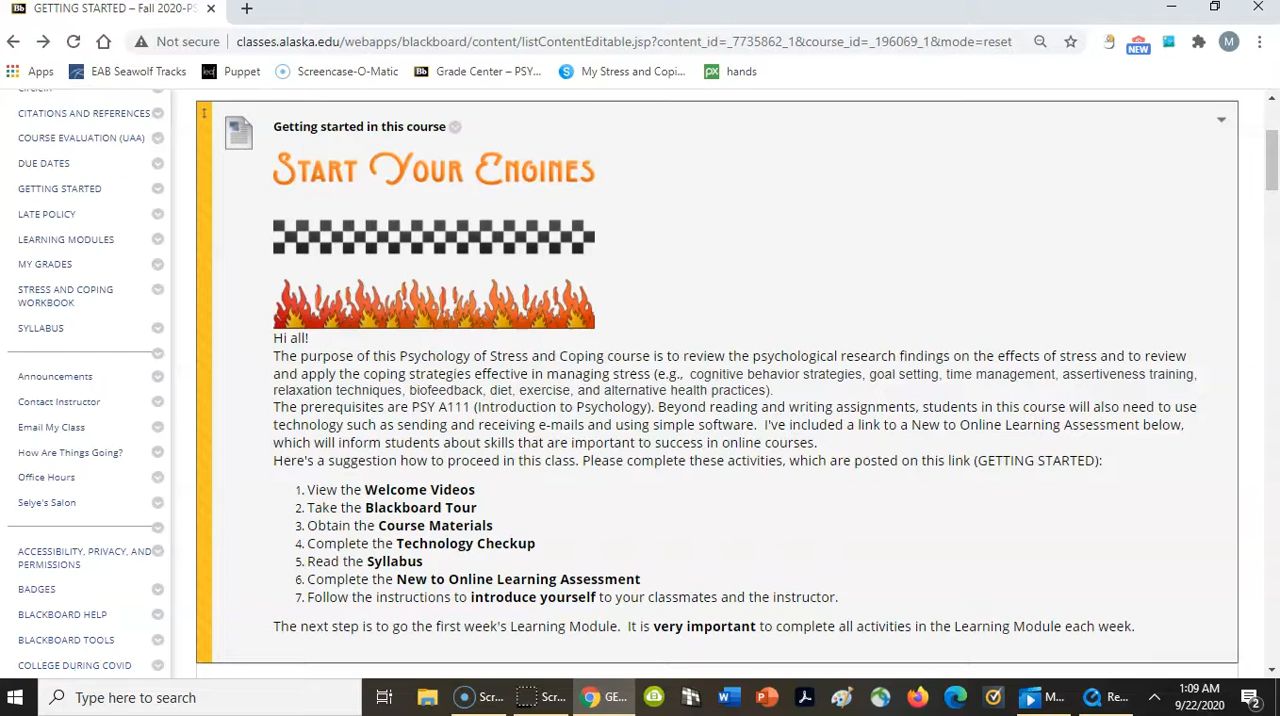 Bb GETTING STARTED – Fall 2020-PS
Not secure classes.alaska.edu/webapps/blackboard/content/listContentEditable.jsp?content_id=_7735862_1&course_id=_196069_1&mode=reset NEW M
Apps EAB Seawolf Tracks leaf Puppet Screencase-O-Matic Bb Grade Center – PSY... S My Stress and Copi... px hands
CITATIONS AND REFERENCES
COURSE EVALUATION (UAA)
DUE DATES
GETTING STARTED
LATE POLICY
LEARNING MODULES
MY GRADES
STRESS AND COPING
WORKBOOK
SYLLABUS
Announcements
Contact Instructor
Email My Class
How Are Things Going?
Office Hours
Selye's Salon
ACCESSIBILITY, PRIVACY, AND
PERMISSIONS
BADGES
BLACKBOARD HELP
BLACKBOARD TOOLS
COLLEGE DURING COVID
Getting started in this course
START YOUR ENGINES
Hi all!
The purpose of this Psychology of Stress and Coping course is to review the psychological research findings on the effects of stress and to review
and apply the coping strategies effective in managing stress (e.g., cognitive behavior strategies, goal setting, time management, assertiveness training,
relaxation techniques, biofeedback, diet, exercise, and alternative health practices).
The prerequisites are PSY A111 (Introduction to Psychology). Beyond reading and writing assignments, students in this course will also need to use
technology such as sending and receiving e-mails and using simple software. I've included a link to a New to Online Learning Assessment below,
which will inform students about skills that are important to success in online courses.
Here's a suggestion how to proceed in this class. Please complete these activities, which are posted on this link (GETTING STARTED):
1. View the Welcome Videos
2. Take the Blackboard Tour
3. Obtain the Course Materials
4. Complete the Technology Checkup
5. Read the Syllabus
6. Complete the New to Online Learning Assessment
7. Follow the instructions to introduce yourself to your classmates and the instructor.
The next step is to go the first week's Learning Module. It is very important to complete all activities in the Learning Module each week.
Type here to search Scr... Scr... GE... M... Re... 1:09 AM
9/22/2020 2